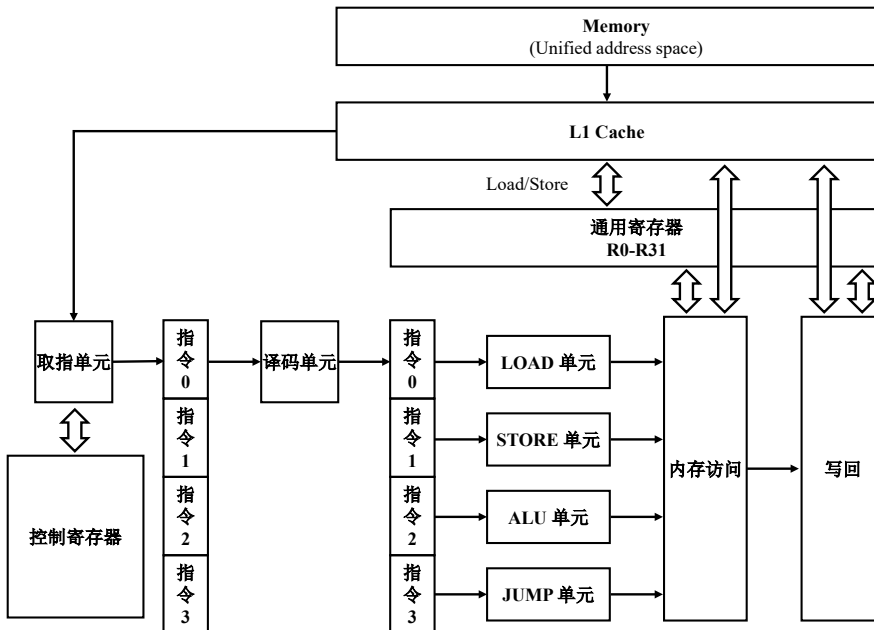 Memory
(Unified address space)
L1 Cache
Load/Store
通用寄存器
R0-R31
取指单元
指
令
0
译码单元
指
令
0
LOAD 单元
指
令
1
指
令
1
STORE 单元
内存访问
写回
控制寄存器
指
令
2
指
令
2
ALU 单元
指
令
3
指
令
3
JUMP 单元